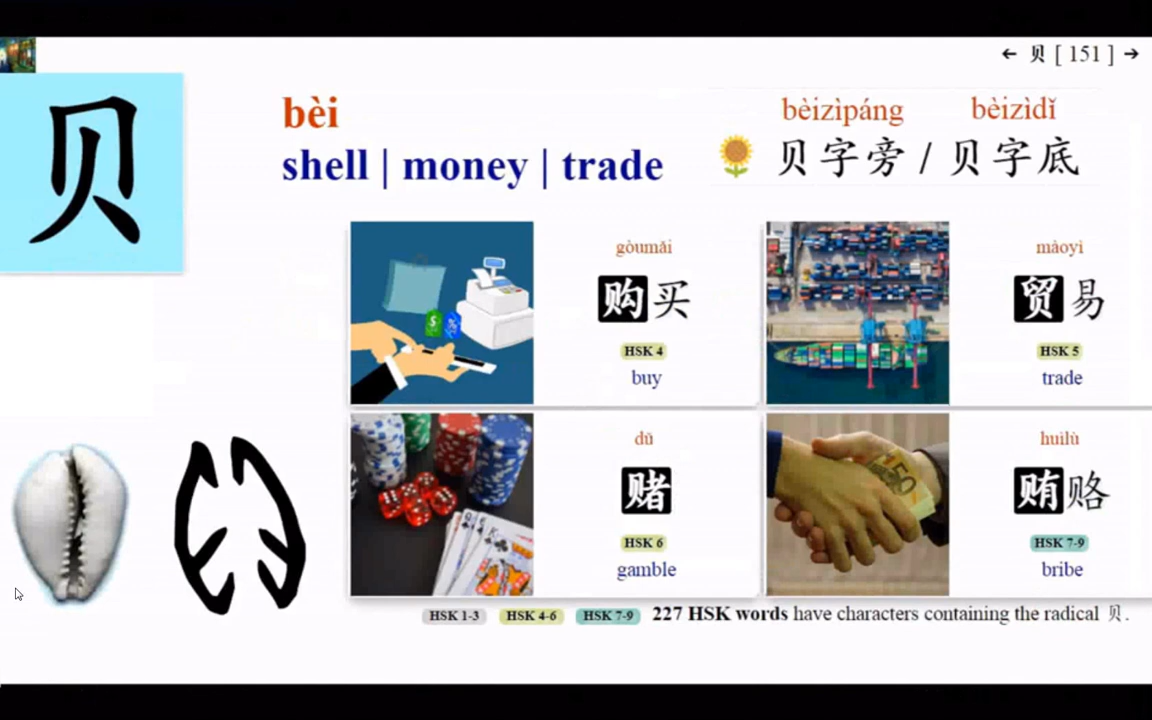 ← 贝 [ 151 ] →
贝
bèi
shell | money | trade
bèizìpáng bèizìdǐ
贝字旁 / 贝字底
gòumǎi
购买
HSK 4
buy
màoyì
贸易
HSK 5
trade
dǔ
赌
HSK 6
gamble
huìlù
贿赂
HSK 7-9
bribe
HSK 1-3 HSK 4-6 HSK 7-9 227 HSK words have characters containing the radical 贝.